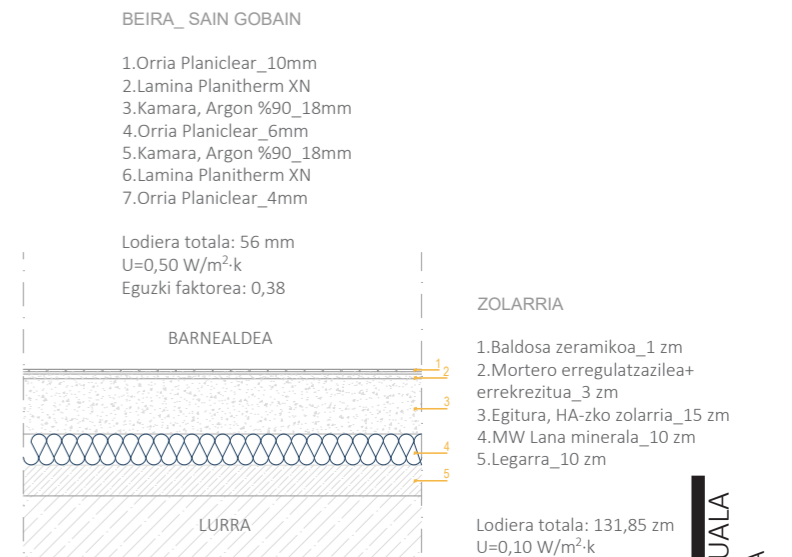 BEIRA_ SAIN GOBAIN
1.Orria Planiclear_10mm
2.Lamina Planitherm XN
3.Kamara, Argon %90_18mm
4.Orria Planiclear_6mm
5.Kamara, Argon %90_18mm
6.Lamina Planitherm XN
7.Orria Planiclear_4mm
Lodiera totala: 56 mm
U=0,50 W/m²·k
Eguzki faktorea: 0,38
BARNEALDEA
1
2
3
4
5
LURRA
ZOLARRIA
1.Baldosa zeramikoa_1 zm
2.Mortero erregulatzazilea+
errekrezitua_3 zm
3.Egitura, HA-zko zolarria_15 zm
4.MW Lana minerala_10 zm
5.Legarra_10 zm
Lodiera totala: 131,85 zm
U=0,10 W/m²·k
UALA